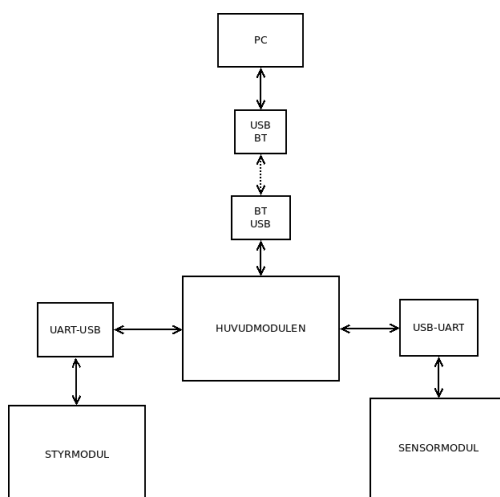 PC
USB
BT
BT
USB
UART-USB
HUVUDMODULEN
USB-UART
STYRMODUL
SENSORMODUL